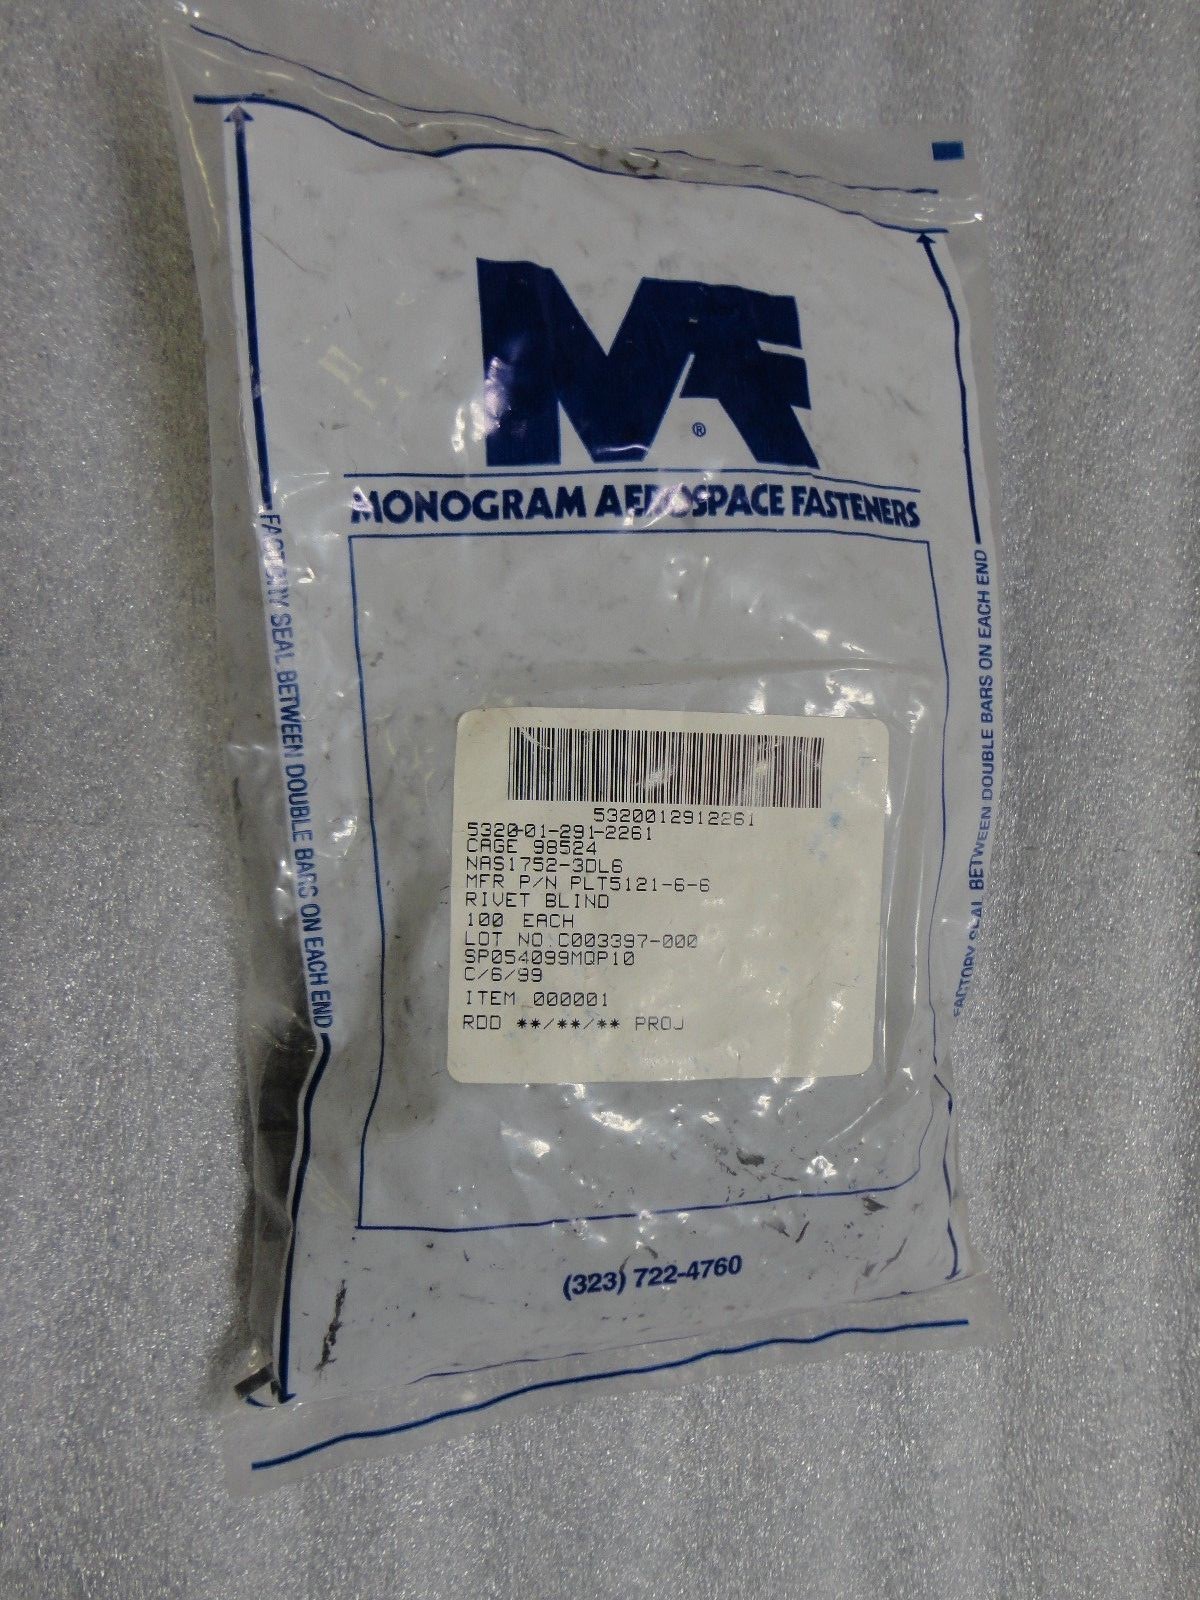 MAF
®
MONOGRAM AEROSPACE FASTENERS
FACTORY SEAL BETWEEN DOUBLE BARS ON EACH END
FACTORY SEAL BETWEEN DOUBLE BARS ON EACH END
5320012912261
5320-01-291-2261
CAGE 98524
NAS1752-3DL6
MFR P/N PLT5121-6-6
RIVET BLIND
100 EACH
LOT NO.C003397-000
SP054099MQP10
C/6/99
ITEM 000001
RDD **/**/** PROJ
(323) 722-4760